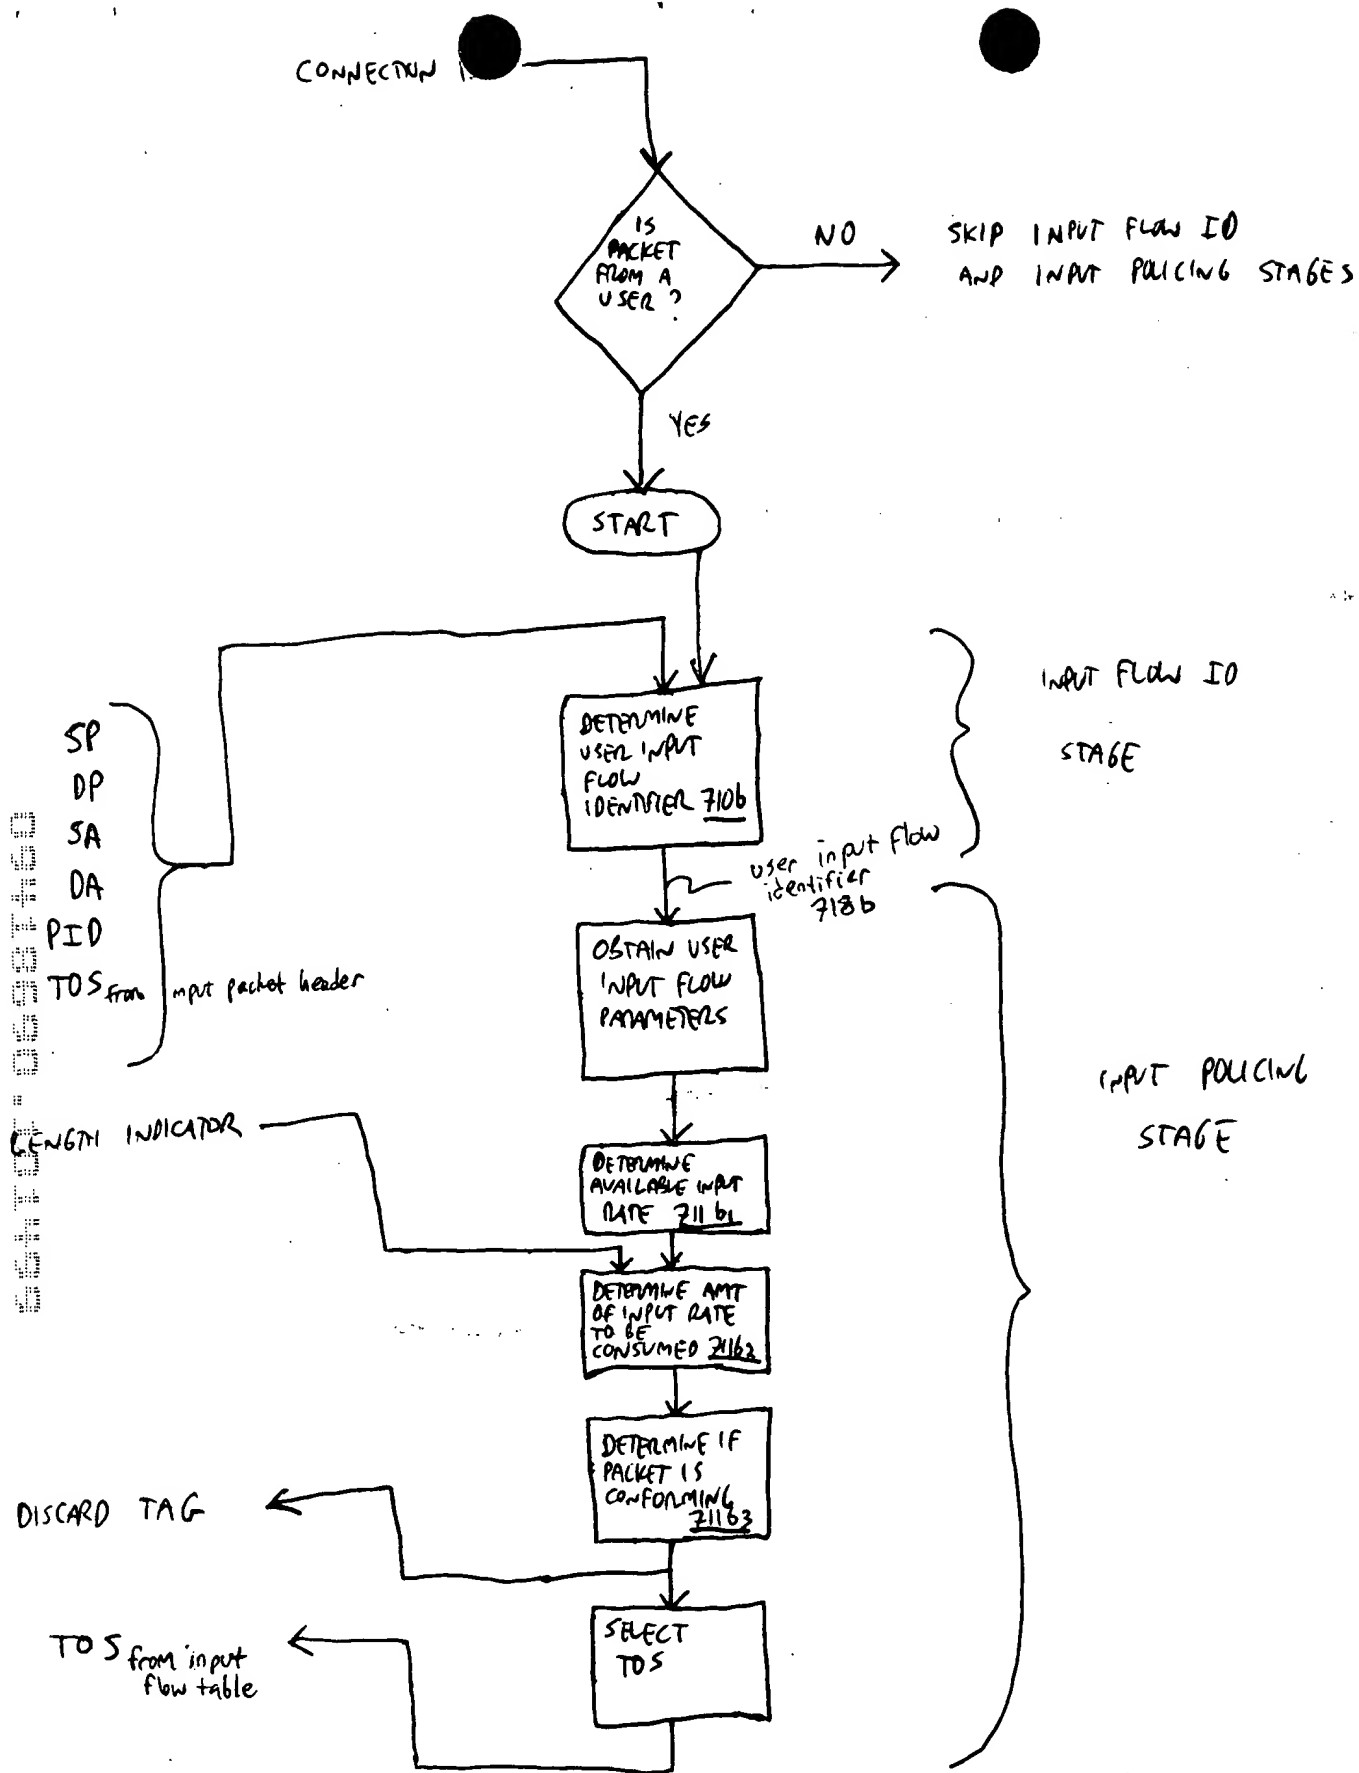 CONNECTION
IS
PACKET
FROM A
USER?
NO
SKIP INPUT FLOW ID
AND INPUT POLICING STAGES
YES
START
SP
DP
SA
DA
PID
TOS from input packet header
DETERMINE
USER INPUT
FLOW
IDENTIFIER 710b
INPUT FLOW ID
STAGE
user input flow
identifier
718b
OBTAIN USER
INPUT FLOW
PARAMETERS
INPUT POLICING
STAGE
LENGTH INDICATOR
DETERMINE
AVAILABLE INPUT
RATE 711b1
DETERMINE AMT
OF INPUT RATE
TO BE
CONSUMED 711b2
DETERMINE IF
PACKET IS
CONFORMING
711b3
DISCARD TAG
SELECT
TOS
TOS from input
flow table